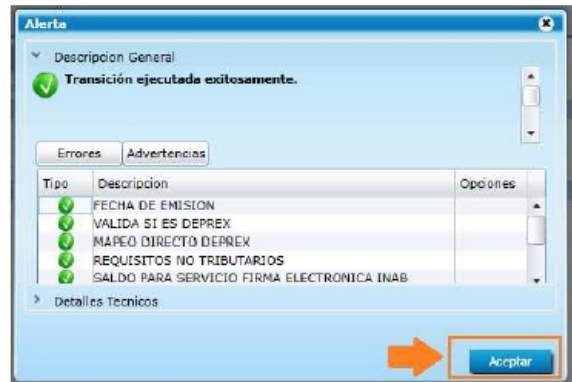 Alerta
Descripcion General
Transición ejecutada exitosamente.
Errores
Advertencias
Tipo
Descripcion
Opciones
FECHA DE EMISION
VALIDA SI ES DEPREX
MAPEO DIRECTO DEPREX
REQUISITOS NO TRIBUTARIOS
SALDO PARA SERVICIO FIRMA ELECTRONICA INAB
Detalles Tecnicos
Aceptar